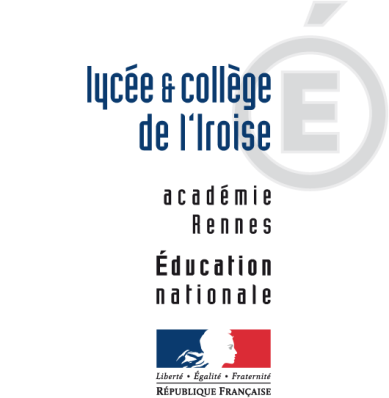 lycée & collège
de l'Iroise
É
académie
Rennes
Éducation
nationale
Liberté • Égalité • Fraternité
RÉPUBLIQUE FRANÇAISE